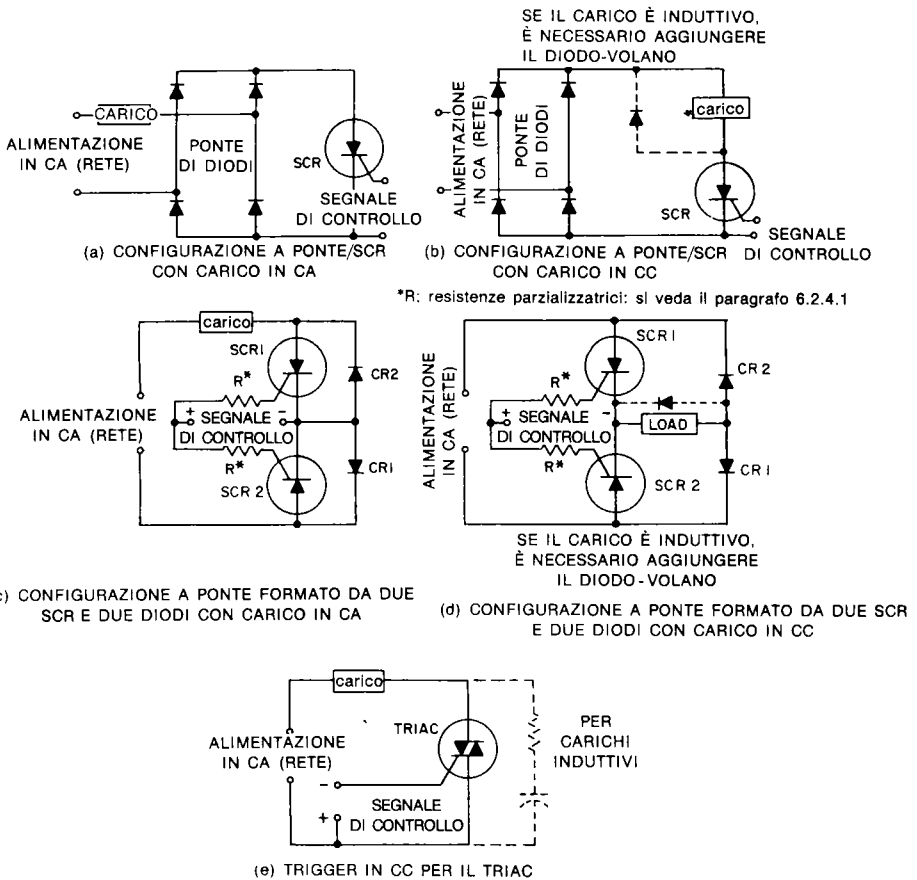 SE IL CARICO È INDUTTIVO,
È NECESSARIO AGGIUNGERE
IL DIODO-VOLANO
CARICO
ALIMENTAZIONE
IN CA (RETE)
PONTE
DI DIODI
SCR
SEGNALE
DI CONTROLLO
(a) CONFIGURAZIONE A PONTE/SCR
CON CARICO IN CA
ALIMENTAZIONE
IN CA (RETE)
PONTE
DI DIODI
*carico
SCR
SEGNALE
DI CONTROLLO
(b) CONFIGURAZIONE A PONTE/SCR
CON CARICO IN CC
*R: resistenze parzializzatrici: si veda il paragrafo 6.2.4.1
carico
SCR1
CR2
R*
ALIMENTAZIONE
IN CA (RETE)
+ SEGNALE -
DI CONTROLLO
R*
CR1
SCR 2
c) CONFIGURAZIONE A PONTE FORMATO DA DUE
SCR E DUE DIODI CON CARICO IN CA
ALIMENTAZIONE
IN CA (RETE)
SCR1
CR 2
R*
+ SEGNALE -
DI CONTROLLO
LOAD
R*
CR 1
SCR 2
SE IL CARICO È INDUTTIVO,
È NECESSARIO AGGIUNGERE
IL DIODO-VOLANO
(d) CONFIGURAZIONE A PONTE FORMATO DA DUE SCR
E DUE DIODI CON CARICO IN CC
carico
TRIAC
ALIMENTAZIONE
IN CA (RETE)
PER
CARICHI
INDUTTIVI
-
SEGNALE
+
DI CONTROLLO
(e) TRIGGER IN CC PER IL TRIAC